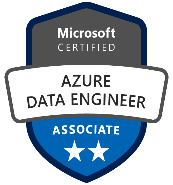 Microsoft
CERTIFIED
AZURE
DATA ENGINEER
ASSOCIATE